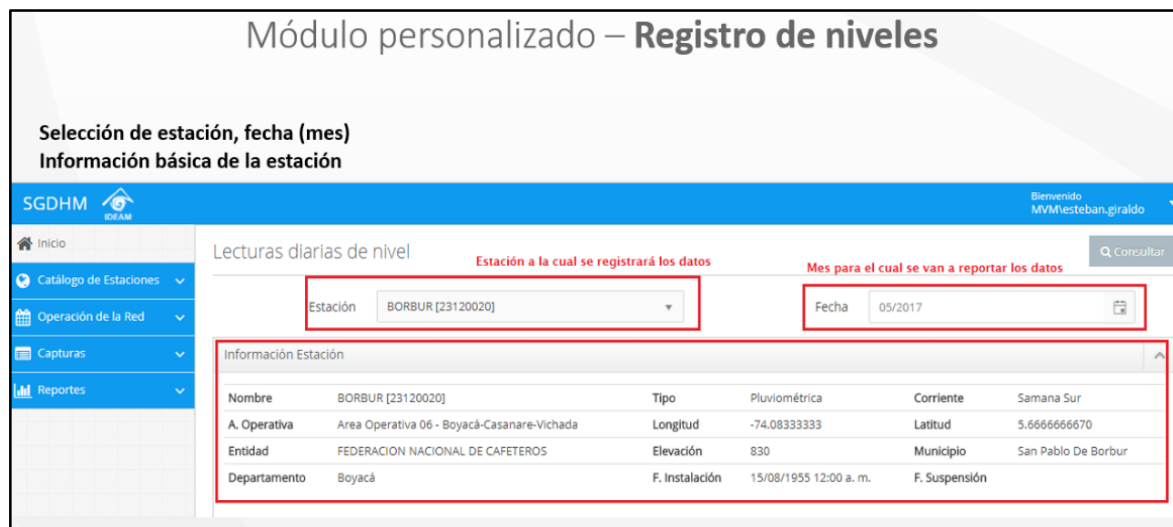 Módulo personalizado – Registro de niveles
Selección de estación, fecha (mes)
Información básica de la estación
SGDHM IDEAM
Bienvenido
MVM\esteban.giraldo
Inicio
Catálogo de Estaciones
Operación de la Red
Capturas
Reportes
Lecturas diarias de nivel
Consultar
Estación a la cual se registrará los datos
Mes para el cual se van a reportar los datos
Estación BORBUR [23120020] Fecha 05/2017
Información Estación
Nombre BORBUR [23120020] Tipo Pluviométrica Corriente Samana Sur
A. Operativa Area Operativa 06 - Boyacá-Casanare-Vichada Longitud -74.08333333 Latitud 5.6666666670
Entidad FEDERACION NACIONAL DE CAFETEROS Elevación 830 Municipio San Pablo De Borbur
Departamento Boyacá F. Instalación 15/08/1955 12:00 a. m. F. Suspensión